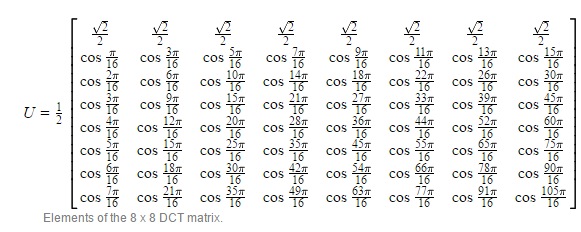 √2/2 √2/2 √2/2 √2/2 √2/2 √2/2 √2/2 √2/2
cos π/16 cos 3π/16 cos 5π/16 cos 7π/16 cos 9π/16 cos 11π/16 cos 13π/16 cos 15π/16
cos 2π/16 cos 6π/16 cos 10π/16 cos 14π/16 cos 18π/16 cos 22π/16 cos 26π/16 cos 30π/16
U = 1/2 cos 3π/16 cos 9π/16 cos 15π/16 cos 21π/16 cos 27π/16 cos 33π/16 cos 39π/16 cos 45π/16
cos 4π/16 cos 12π/16 cos 20π/16 cos 28π/16 cos 36π/16 cos 44π/16 cos 52π/16 cos 60π/16
cos 5π/16 cos 15π/16 cos 25π/16 cos 35π/16 cos 45π/16 cos 55π/16 cos 65π/16 cos 75π/16
cos 6π/16 cos 18π/16 cos 30π/16 cos 42π/16 cos 54π/16 cos 66π/16 cos 78π/16 cos 90π/16
cos 7π/16 cos 21π/16 cos 35π/16 cos 49π/16 cos 63π/16 cos 77π/16 cos 91π/16 cos 105π/16
Elements of the 8 x 8 DCT matrix.